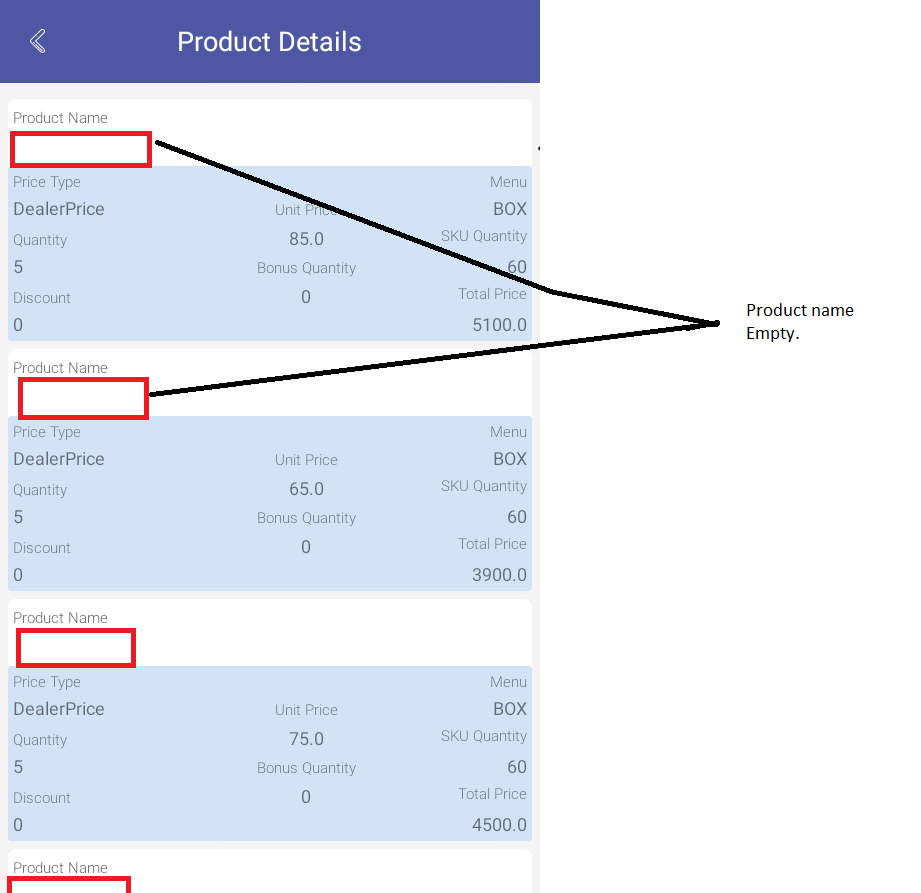 Product Details
Product Name
Price Type
Menu
DealerPrice
Unit Price
BOX
Quantity
85.0
SKU Quantity
5
Bonus Quantity
60
Discount
0
Total Price
0
5100.0
Product name
Empty.
Product Name
Price Type
Menu
DealerPrice
Unit Price
BOX
Quantity
65.0
SKU Quantity
5
Bonus Quantity
60
Discount
0
Total Price
0
3900.0
Product Name
Price Type
Menu
DealerPrice
Unit Price
BOX
Quantity
75.0
SKU Quantity
5
Bonus Quantity
60
Discount
0
Total Price
0
4500.0
Product Name